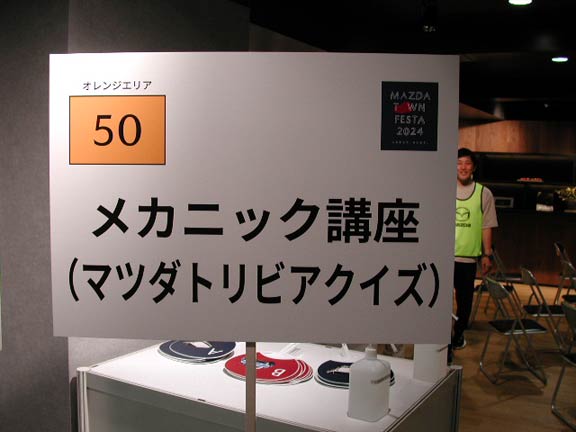 オレンジエリア
50
MAZDA
TOWN
FESTA
2024
メカニック講座
(マツダトリビアクイズ)
A
B